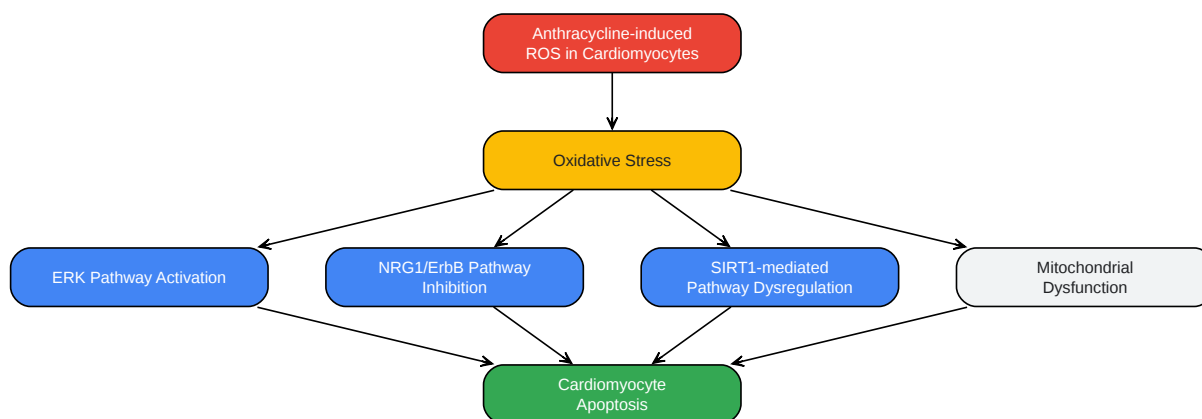 Anthracycline-induced
ROS in Cardiomyocytes
Oxidative Stress
ERK Pathway Activation
NRG1/ErbB Pathway
Inhibition
SIRT1-mediated
Pathway Dysregulation
Mitochondrial
Dysfunction
Cardiomyocyte
Apoptosis